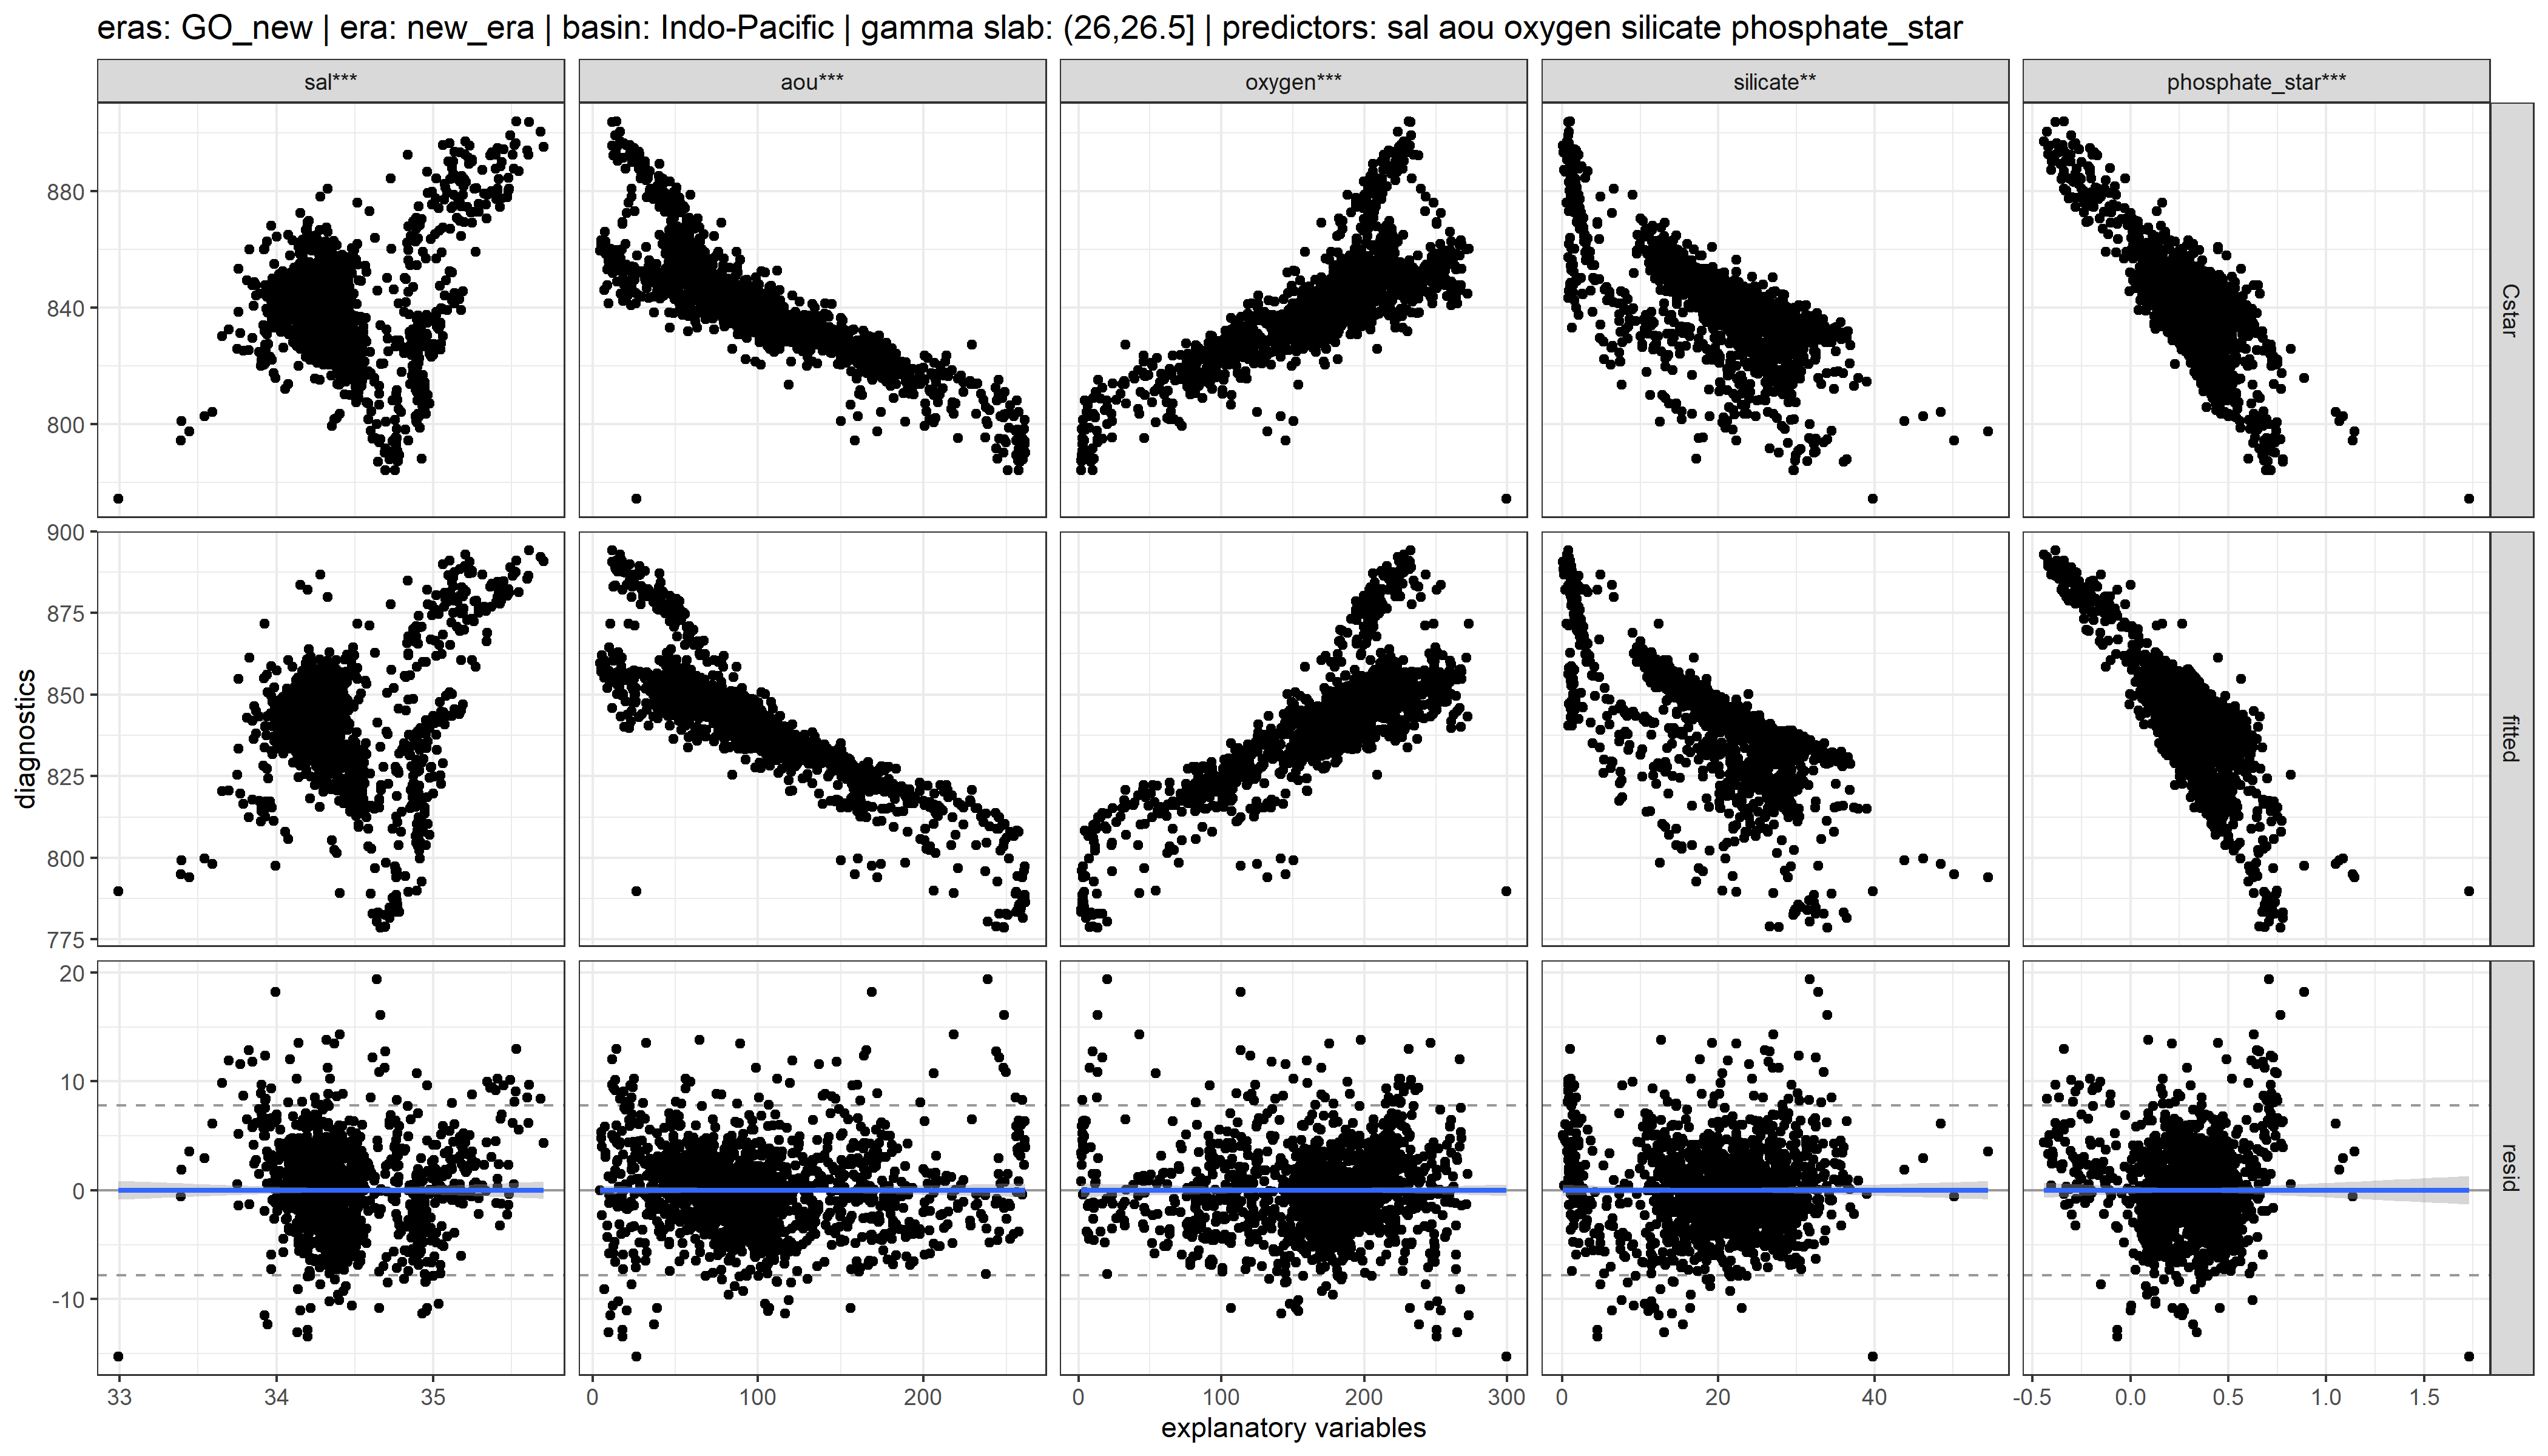 eras: GO_new | era: new_era | basin: Indo-Pacific | gamma slab: (26,26.5] | predictors: sal aou oxygen silicate phosphate_star
sal*** aou*** oxygen*** silicate** phosphate_star***
880
840
800
Cstar
900
875
850
825
800
775
fitted
20
10
0
-10
resid
diagnostics
33 34 35 0 100 200 0 100 200 300 0 20 40 -0.5 0.0 0.5 1.0 1.5
explanatory variables